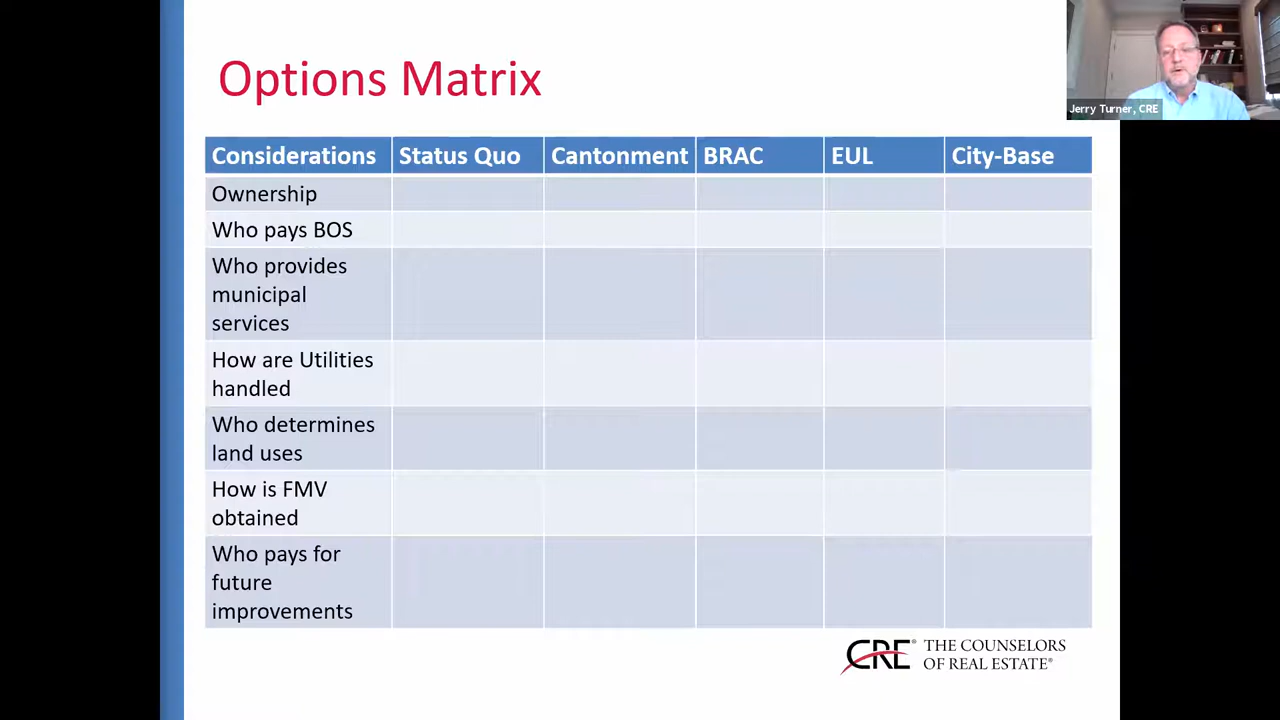 Options Matrix
Jerry Turner, CRE
Considerations Status Quo Cantonment BRAC EUL City-Base
Ownership
Who pays BOS
Who provides
municipal
services
How are Utilities
handled
Who determines
land uses
How is FMV
obtained
Who pays for
future
improvements
CRE® THE COUNSELORS
OF REAL ESTATE®